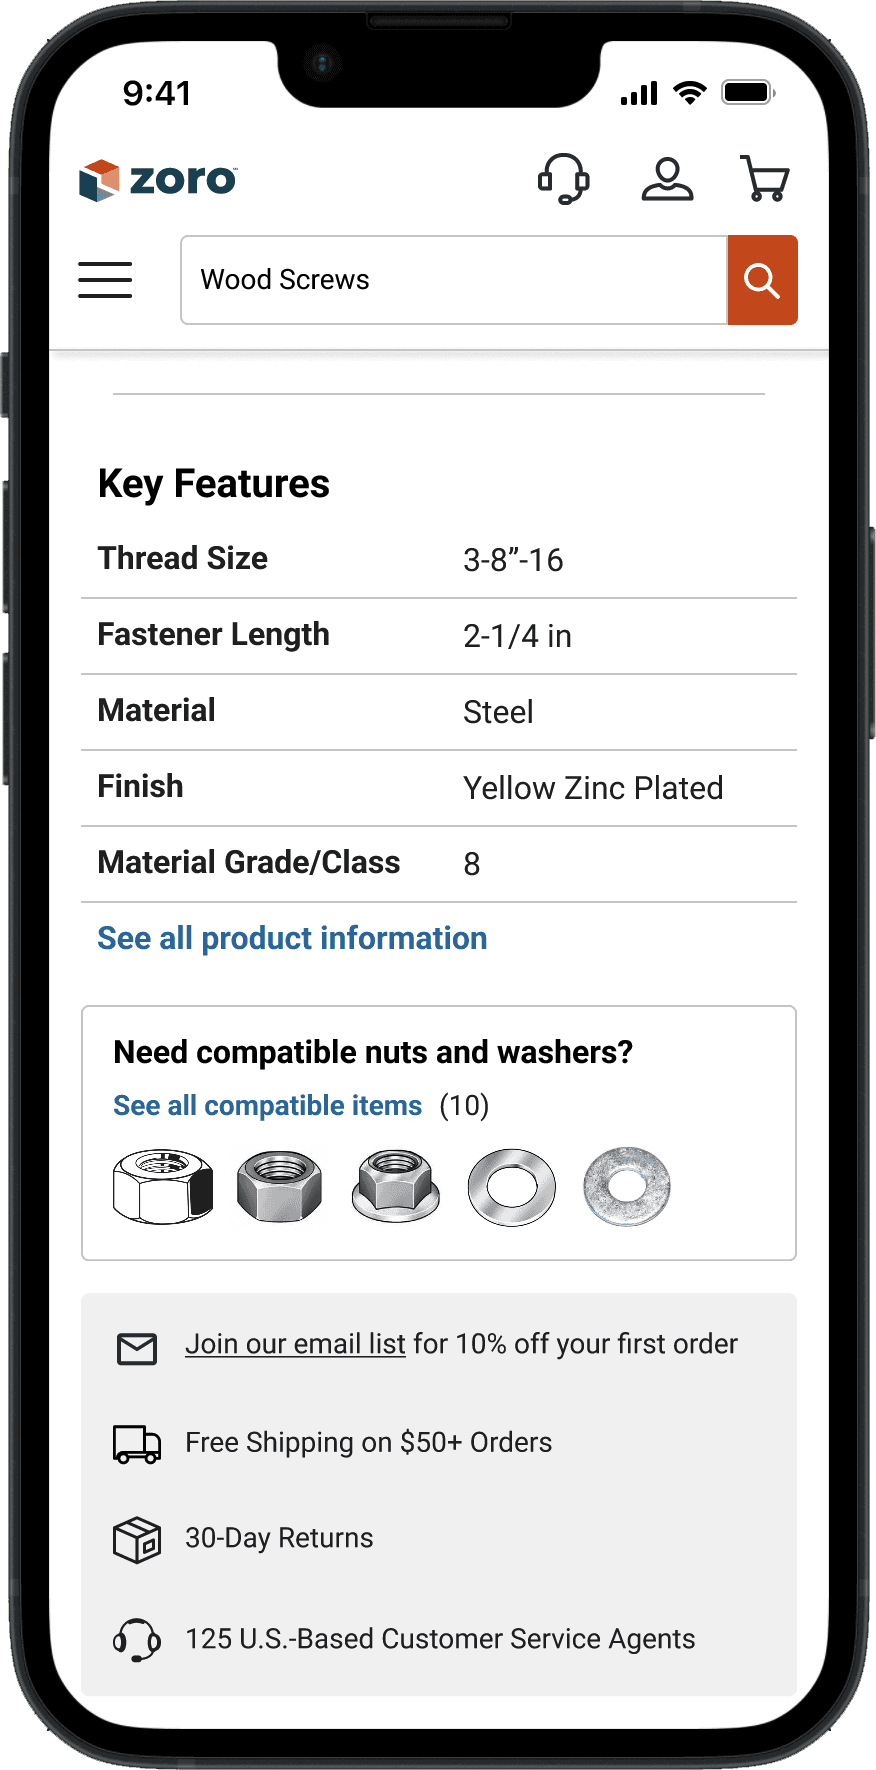 9:41
zoro™
Wood Screws
Key Features
Thread Size 3-8”-16
Fastener Length 2-1/4 in
Material Steel
Finish Yellow Zinc Plated
Material Grade/Class 8
See all product information
Need compatible nuts and washers?
See all compatible items (10)
Join our email list for 10% off your first order
Free Shipping on $50+ Orders
30-Day Returns
125 U.S.-Based Customer Service Agents